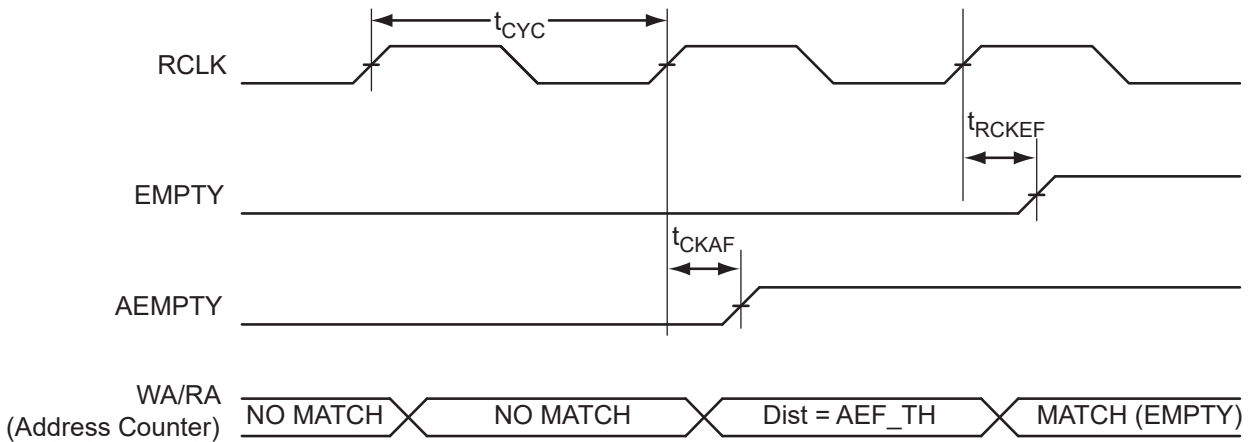 tCYC
RCLK
tRCKEF
EMPTY
tCKAF
AEMPTY
WA/RA
(Address Counter)
NO MATCH
NO MATCH
Dist = AEF_TH
MATCH (EMPTY)